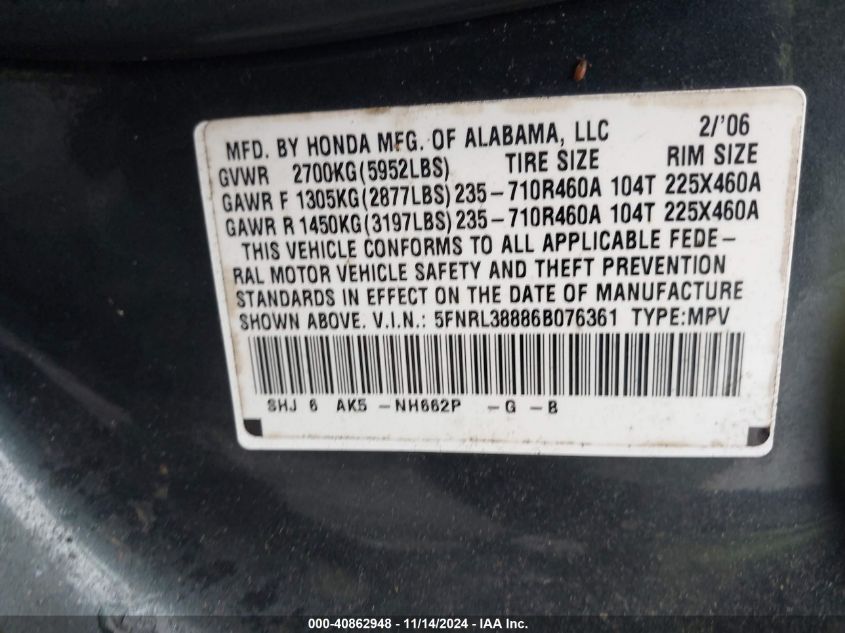 MFD. BY HONDA MFG. OF ALABAMA, LLC 2/'06
GVWR 2700KG(5952LBS) TIRE SIZE RIM SIZE
GAWR F 1305KG(2877LBS) 235-710R460A 104T 225X460A
GAWR R 1450KG(3197LBS) 235-710R460A 104T 225X460A
THIS VEHICLE CONFORMS TO ALL APPLICABLE FEDE-
RAL MOTOR VEHICLE SAFETY AND THEFT PREVENTION
STANDARDS IN EFFECT ON THE DATE OF MANUFACTURE
SHOWN ABOVE. V.I.N.: 5FNRL38886B076361 TYPE:MPV
SHJ 6 AK5 -NH662P -G -B
000-40862948 - 11/14/2024 - IAA Inc.